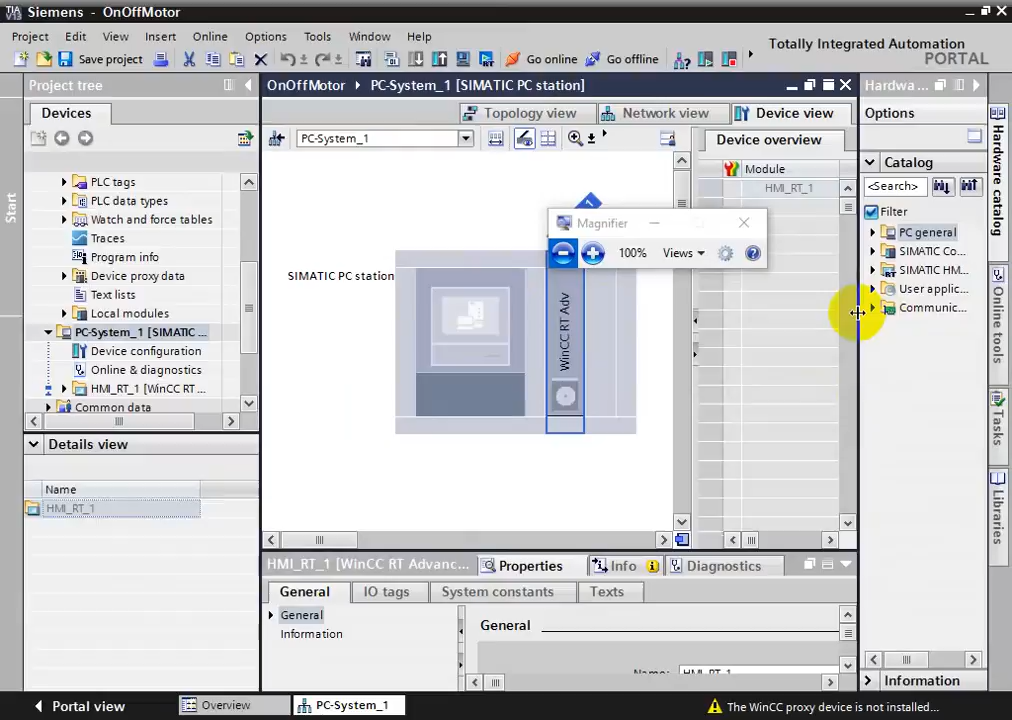 TIA
V13
Siemens - OnOffMotor
Project Edit View Insert Online Options Tools Window Help
Save project
Go online
Go offline
Totally Integrated Automation
PORTAL
Start
Project tree
Devices
PLC tags
PLC data types
Watch and force tables
Traces
Program info
Device proxy data
Text lists
Local modules
PC-System_1 [SIMATIC ...
Device configuration
Online & diagnostics
HMI_RT_1 [WinCC RT ...
Common data
Details view
Name
HMI_RT_1
OnOffMotor PC-System_1 [SIMATIC PC station]
Topology view
Network view
Device view
PC-System_1
SIMATIC PC station
WinCC RT Adv
Magnifier
100%
Views
Device overview
Module
HMI_RT_1
HMI_RT_1 [WinCC RT Advanc...
Properties
Info
Diagnostics
General
IO tags
System constants
Texts
General
Information
General
Name: HMI_RT_1
Hardwa...
Options
Catalog
<Search>
Filter
PC general
SIMATIC Co...
SIMATIC HM...
User applic...
Communic...
Information
Hardware catalog
Online tools
Tasks
Libraries
Portal view
Overview
PC-System_1
The WinCC proxy device is not installed...